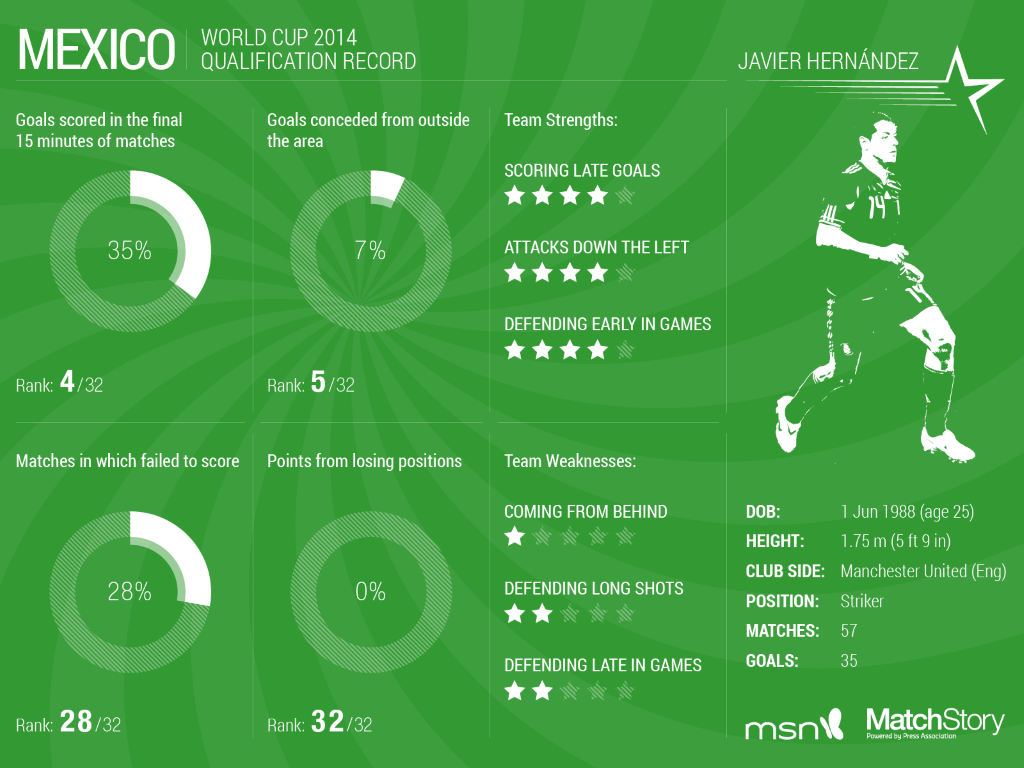 MEXICO
WORLD CUP 2014
QUALIFICATION RECORD
JAVIER HERNÁNDEZ
Goals scored in the final
15 minutes of matches
35%
Rank: 4/32
Goals conceded from outside
the area
7%
Rank: 5/32
Team Strengths:
SCORING LATE GOALS
ATTACKS DOWN THE LEFT
DEFENDING EARLY IN GAMES
14
Matches in which failed to score
28%
Rank: 28/32
Points from losing positions
0%
Rank: 32/32
Team Weaknesses:
COMING FROM BEHIND
DEFENDING LONG SHOTS
DEFENDING LATE IN GAMES
DOB: 1 Jun 1988 (age 25)
HEIGHT: 1.75 m (5 ft 9 in)
CLUB SIDE: Manchester United (Eng)
POSITION: Striker
MATCHES: 57
GOALS: 35
msn
MatchStory
Powered by Press Association